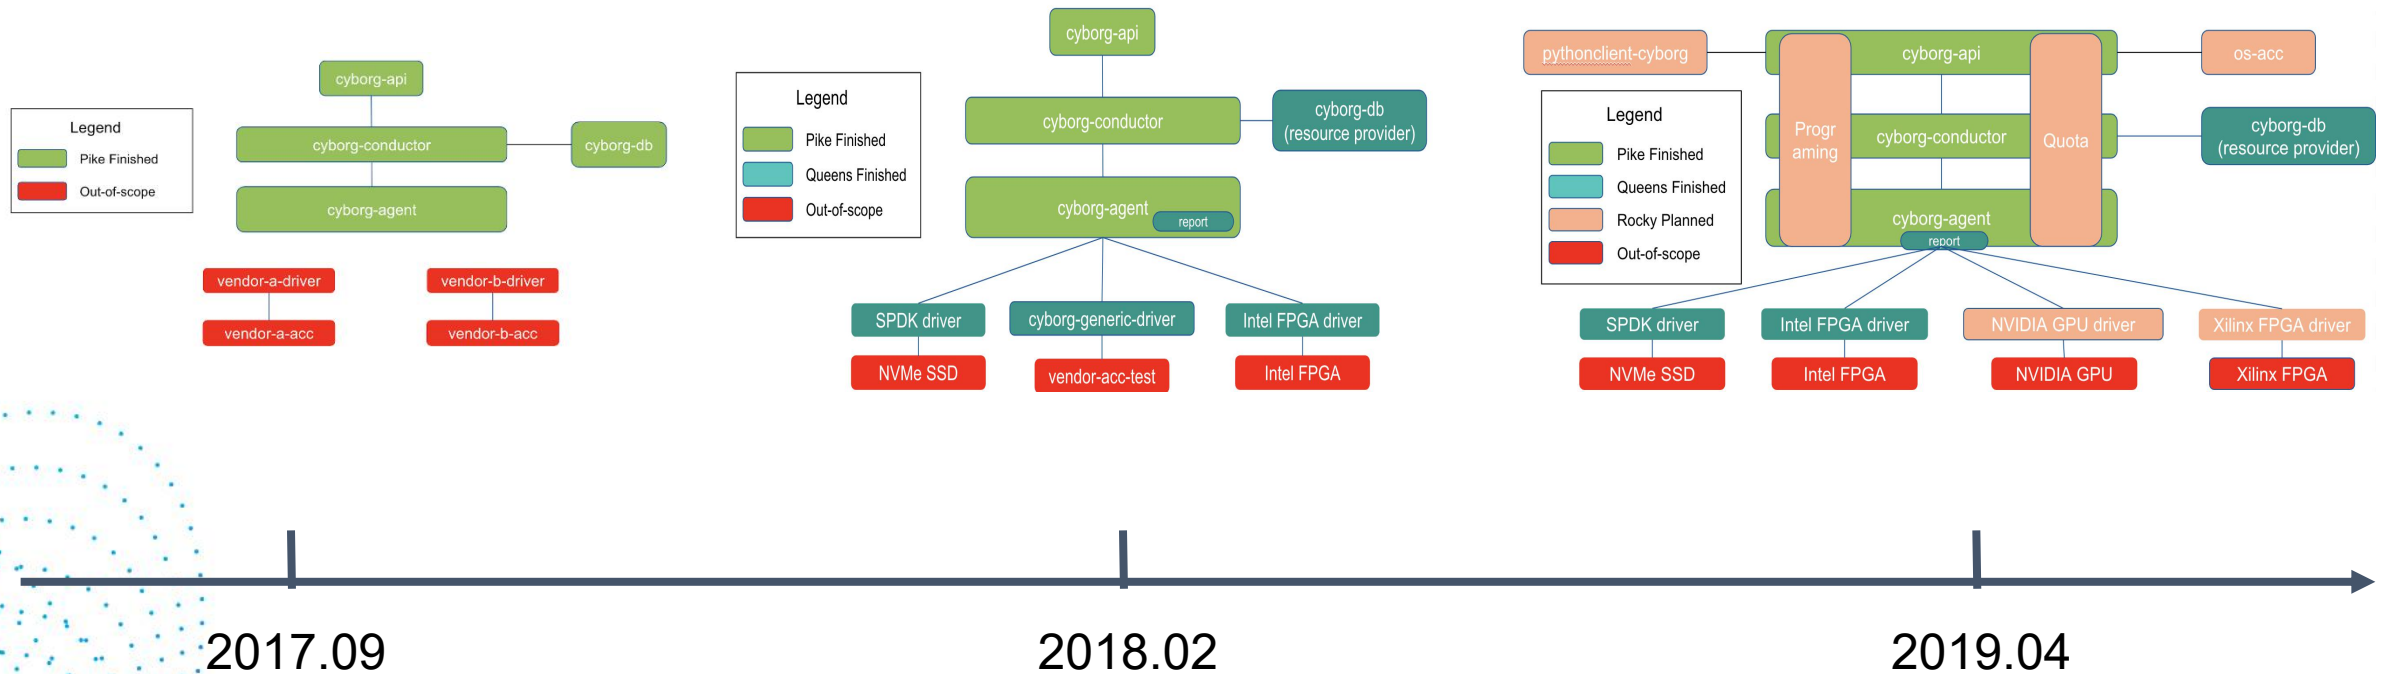 cyborg-api
Legend
Pike Finished
Out-of-scope
cyborg-conductor
cyborg-db
cyborg-agent
vendor-a-driver
vendor-b-driver
vendor-a-acc
vendor-b-acc
cyborg-api
Legend
Pike Finished
Queens Finished
Out-of-scope
cyborg-conductor
cyborg-db
(resource provider)
cyborg-agent
report
SPDK driver
cyborg-generic-driver
Intel FPGA driver
NVMe SSD
vendor-acc-test
Intel FPGA
pythonclient-cyborg
cyborg-api
os-acc
Legend
Pike Finished
Queens Finished
Rocky Planned
Out-of-scope
Progr
aming
cyborg-conductor
Quota
cyborg-db
(resource provider)
cyborg-agent
report
SPDK driver
Intel FPGA driver
NVIDIA GPU driver
Xilinx FPGA driver
NVMe SSD
Intel FPGA
NVIDIA GPU
Xilinx FPGA
2017.09
2018.02
2019.04